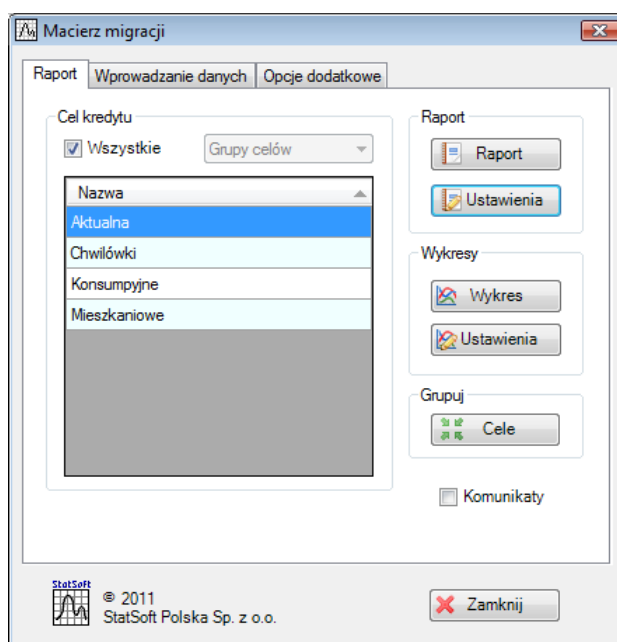 Macierz migracji
Raport Wprowadzanie danych Opcje dodatkowe
Cel kredytu
Wszystkie
Grupy celów
Nazwa
Aktualna
Chwilówki
Konsumpyjne
Mieszkaniowe
Raport
Raport
Ustawienia
Wykresy
Wykres
Ustawienia
Grupuj
Cele
Komunikaty
StatSoft
© 2011
StatSoft Polska Sp. z o.o.
Zamknij